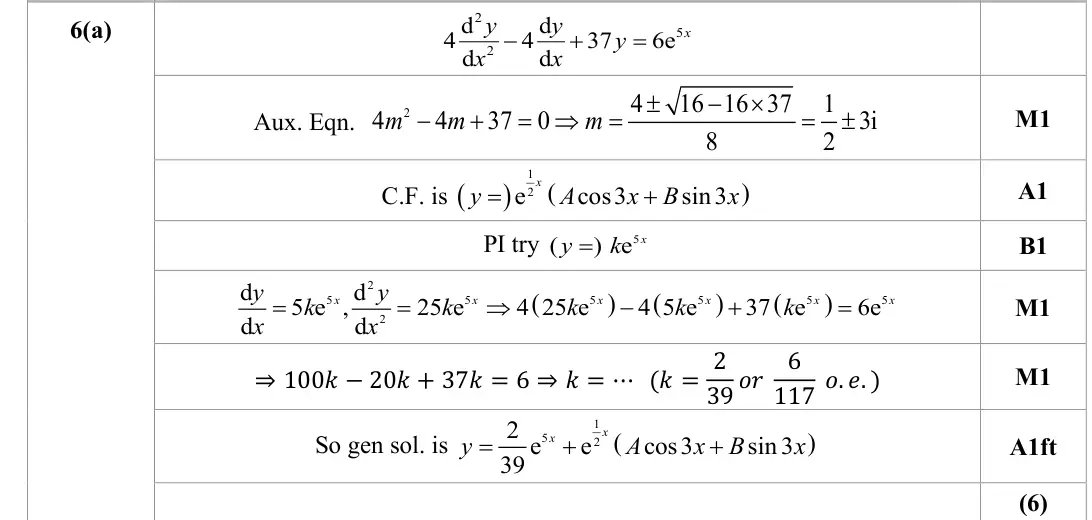 6(a) 4 d²y/dx² − 4 dy/dx + 37y = 6e^{5x}
Aux. Eqn. 4m² − 4m + 37 = 0 ⇒ m = (4 ± √(16 − 16 × 37))/8 = 1/2 ± 3i M1
C.F. is (y =) e^{½x} (A cos 3x + B sin 3x) A1
PI try (y =) ke^{5x} B1
dy/dx = 5ke^{5x}, d²y/dx² = 25ke^{5x} ⇒ 4(25ke^{5x}) − 4(5ke^{5x}) + 37(ke^{5x}) = 6e^{5x} M1
⇒ 100k − 20k + 37k = 6 ⇒ k = ⋯ (k = 2/39 or 6/117 o.e.) M1
So gen sol. is y = 2/39 e^{5x} + e^{½x} (A cos 3x + B sin 3x) A1ft
(6)